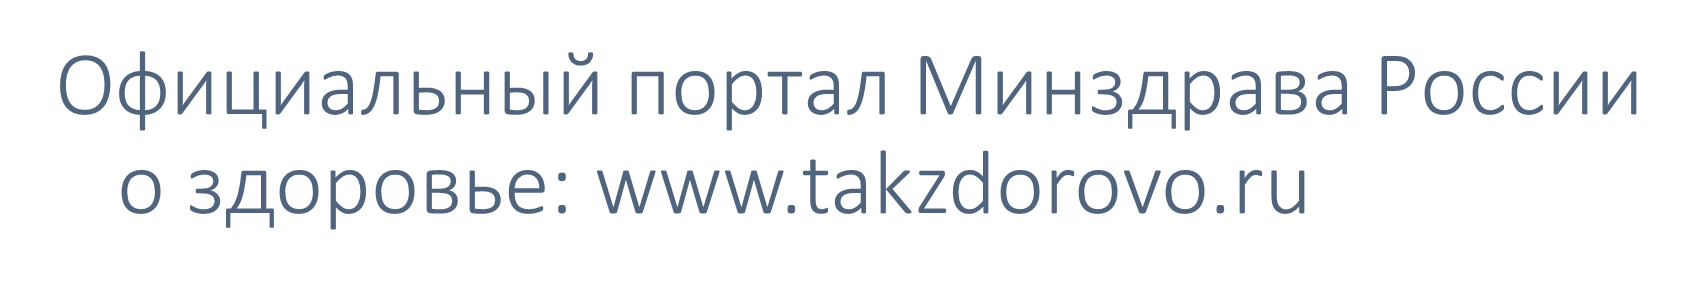 Официальный портал Минздрава России
о здоровье: www.takzdorovo.ru